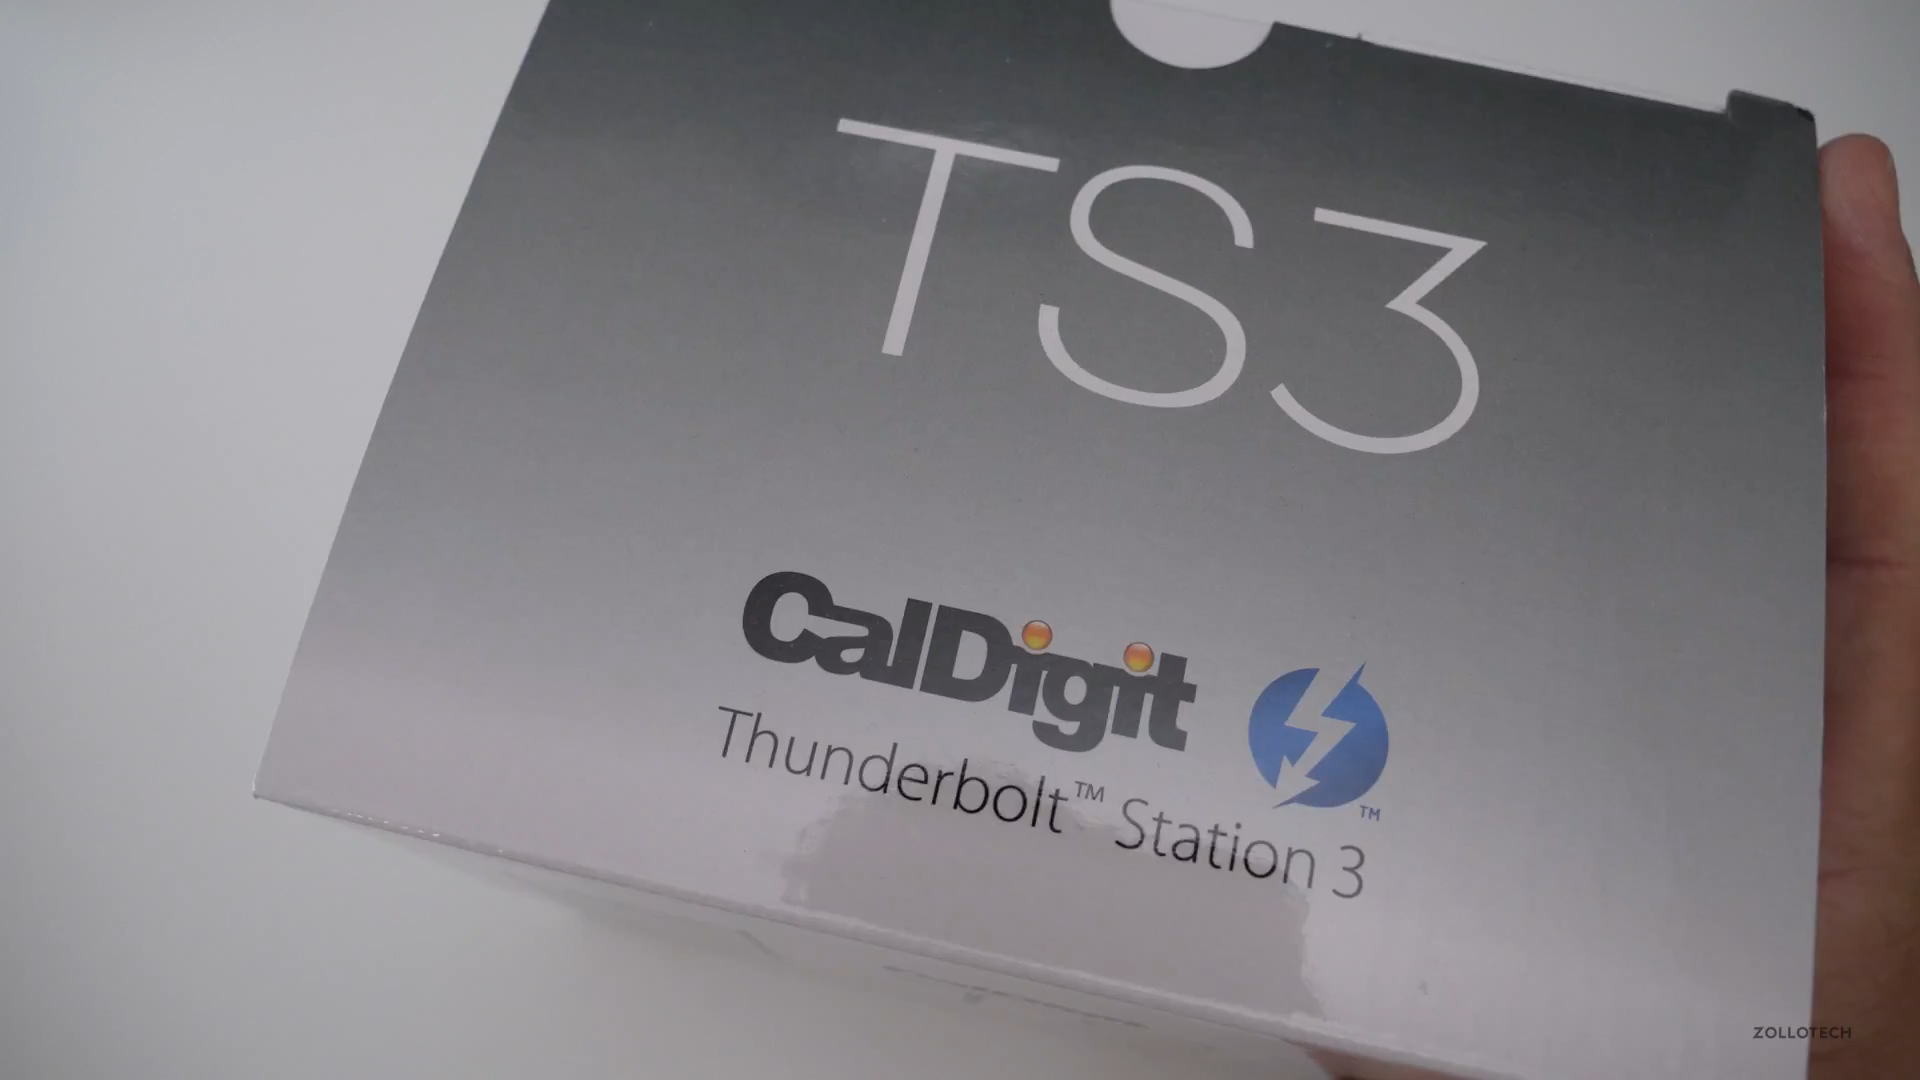 TS3
CalDigit
Thunderbolt™ Station 3
TM
ZOLLOTECH